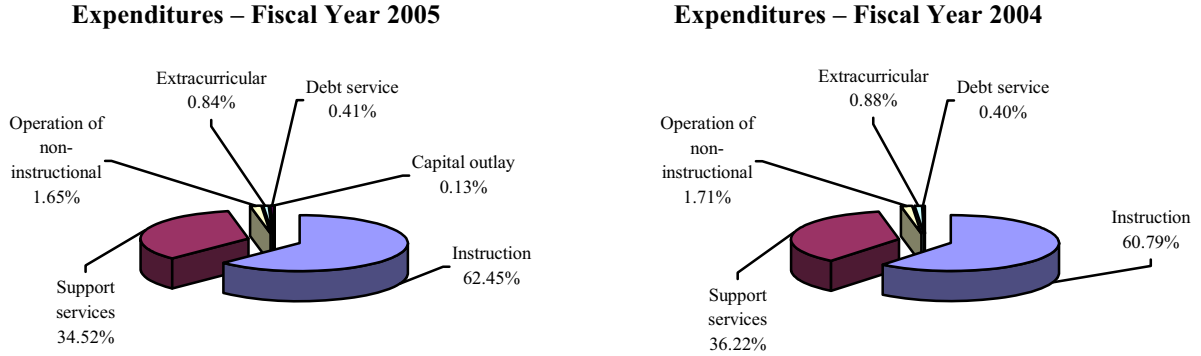 Expenditures – Fiscal Year 2005
Extracurricular
0.84%
Debt service
0.41%
Operation of
non-
instructional
1.65%
Capital outlay
0.13%
Instruction
62.45%
Support
services
34.52%
Expenditures – Fiscal Year 2004
Extracurricular
0.88%
Debt service
0.40%
Operation of
non-
instructional
1.71%
Instruction
60.79%
Support
services
36.22%